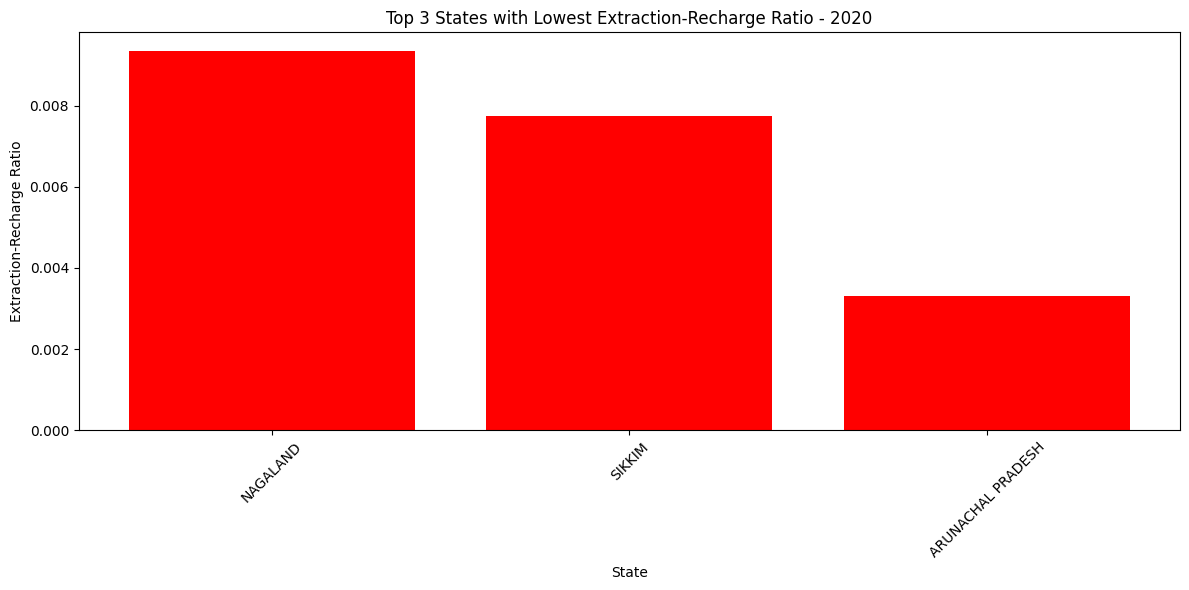 Top 3 States with Lowest Extraction-Recharge Ratio - 2020
Extraction-Recharge Ratio
0.008
0.006
0.004
0.002
0.000
NAGALAND
SIKKIM
ARUNACHAL PRADESH
State